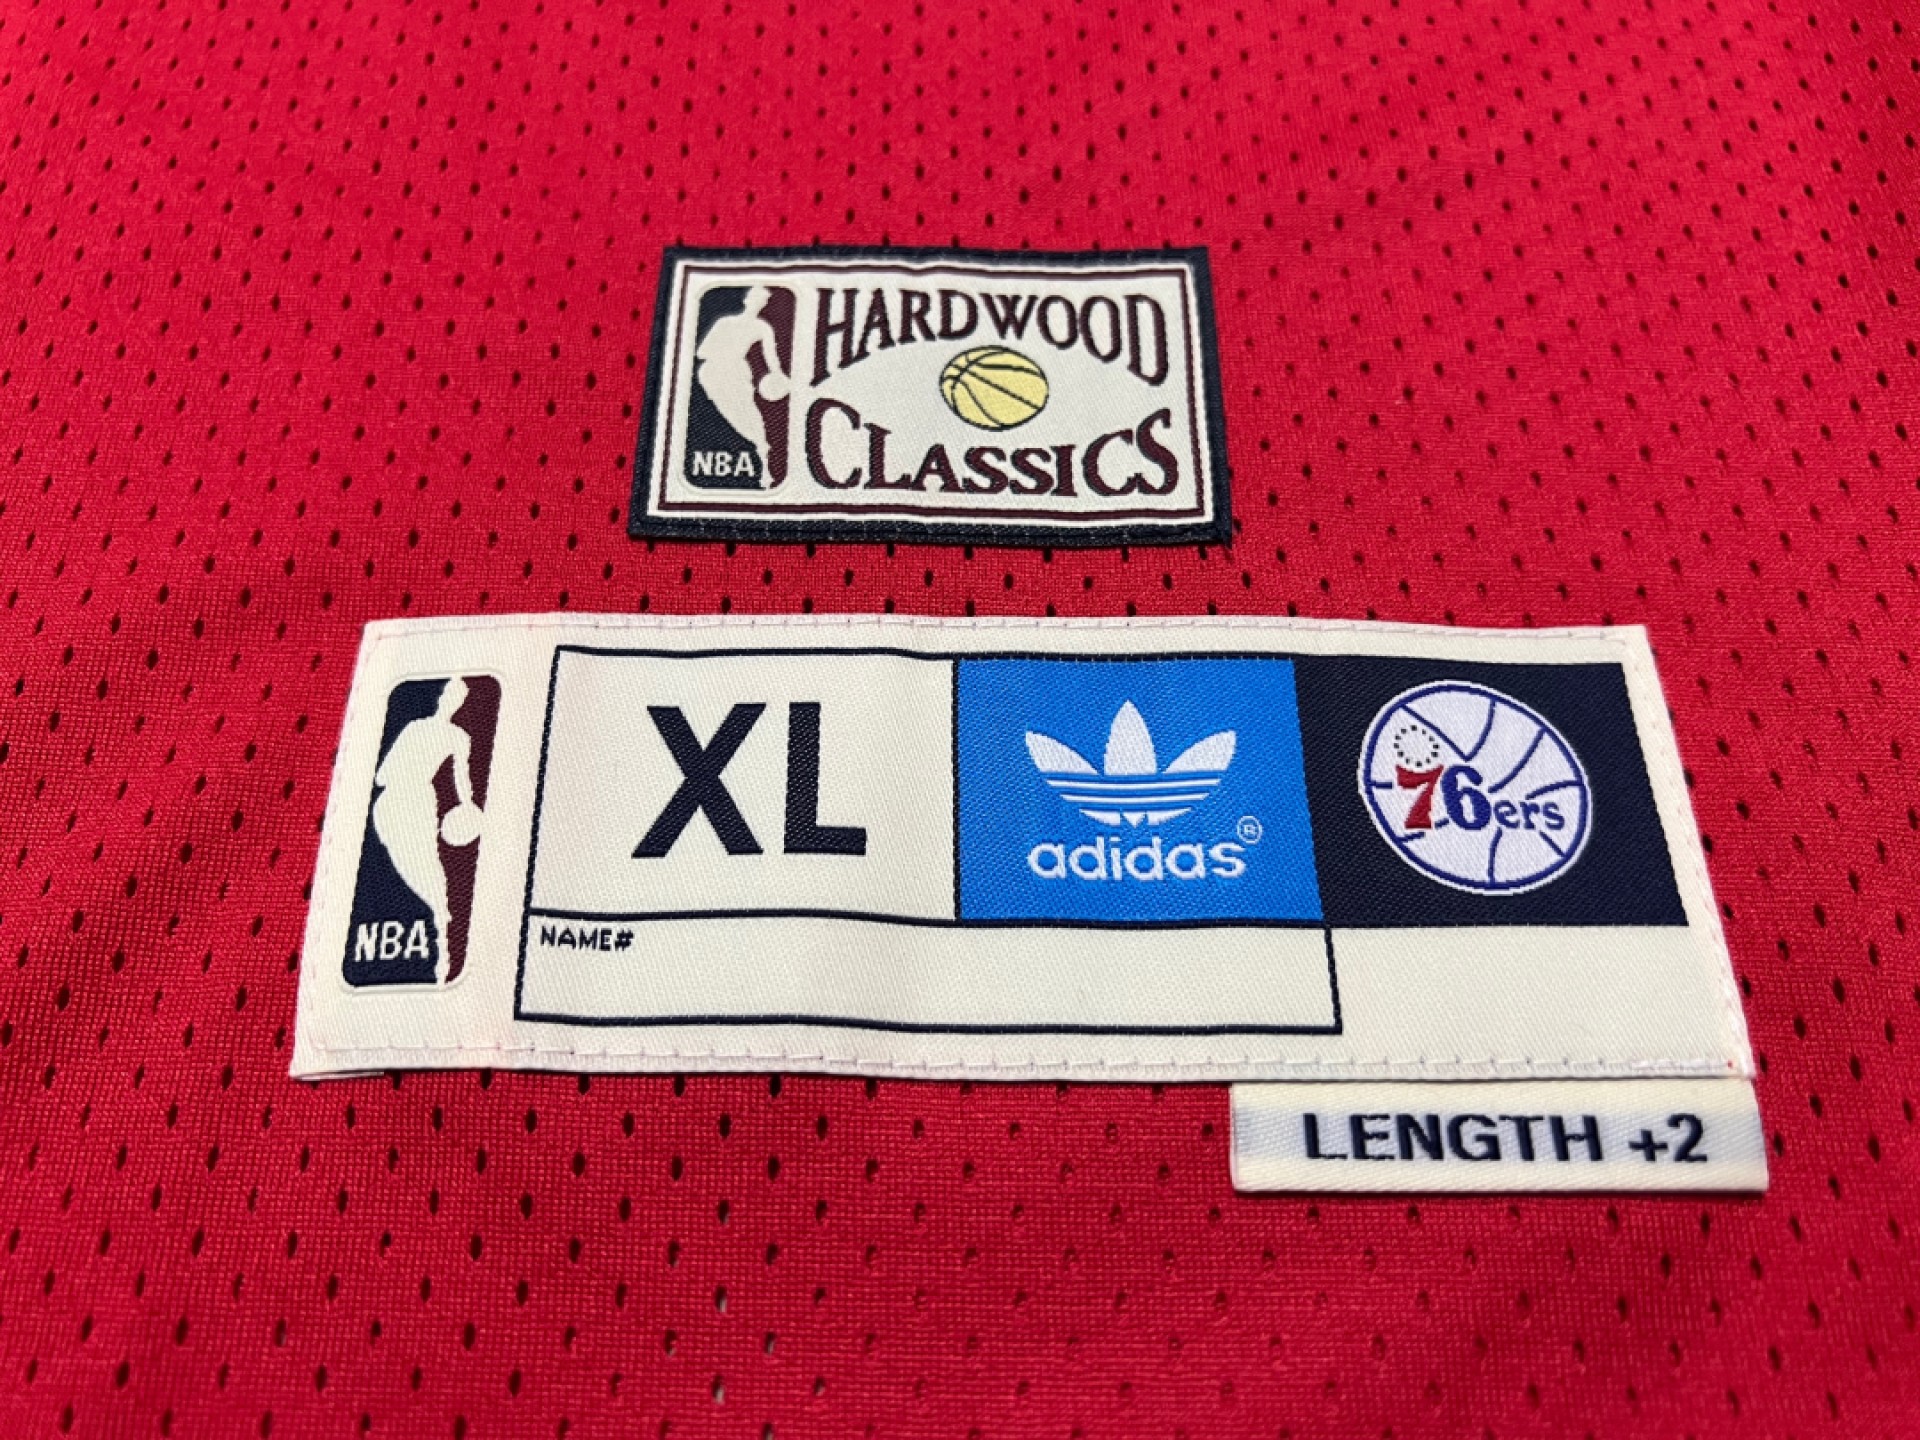 HARDWOOD
CLASSICS
NBA
XL
adidas®
76ers
NBA
NAME#
LENGTH +2